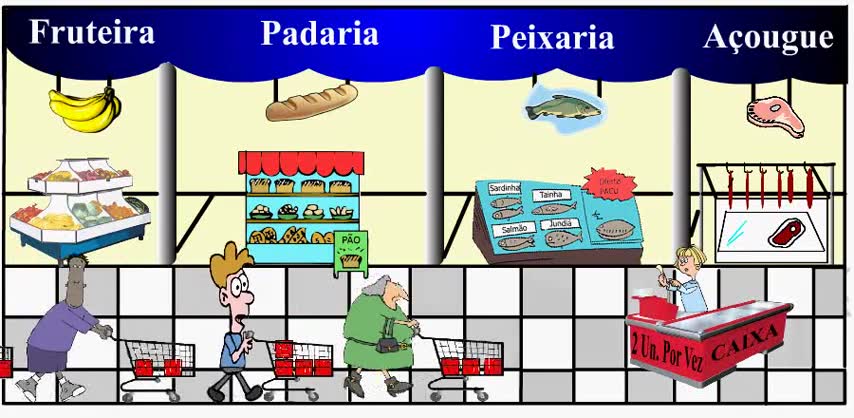 Fruteira
Padaria
Peixaria
Açougue
Sardinha
Tainha
Oferta
PACU
Salmão
Jundiá
PÃO
2 Un. Por Vez
CAIXA